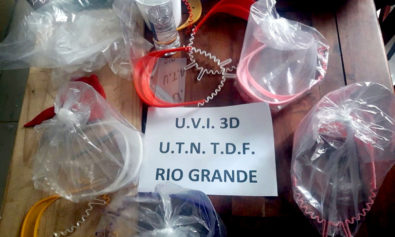 U.V.I. 3D
U.T.N. T.D.F.
RIO GRANDE